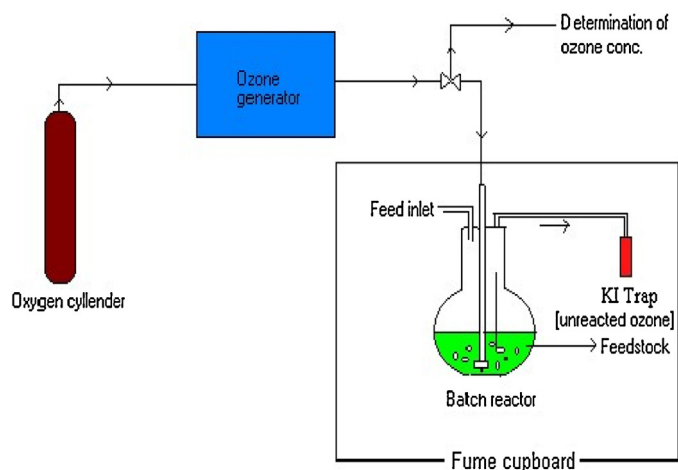 Determination of
ozone conc.
Ozone
generator
Feed inlet
Oxygen cyllender
KI Trap
[unreacted ozone]
Feedstock
Batch reactor
Fume cupboard